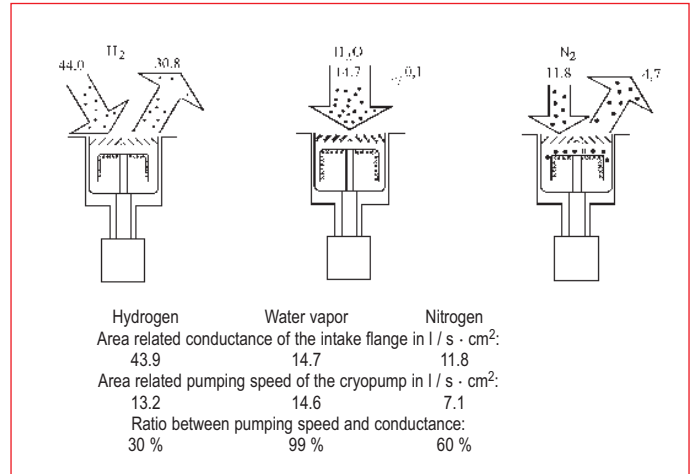 H₂
44.0 30.8
H₂O
14.7 0,1
N₂
11.8 4,7
Hydrogen Water vapor Nitrogen
Area related conductance of the intake flange in l / s · cm²:
43.9 14.7 11.8
Area related pumping speed of the cryopump in l / s · cm²:
13.2 14.6 7.1
Ratio between pumping speed and conductance:
30 % 99 % 60 %